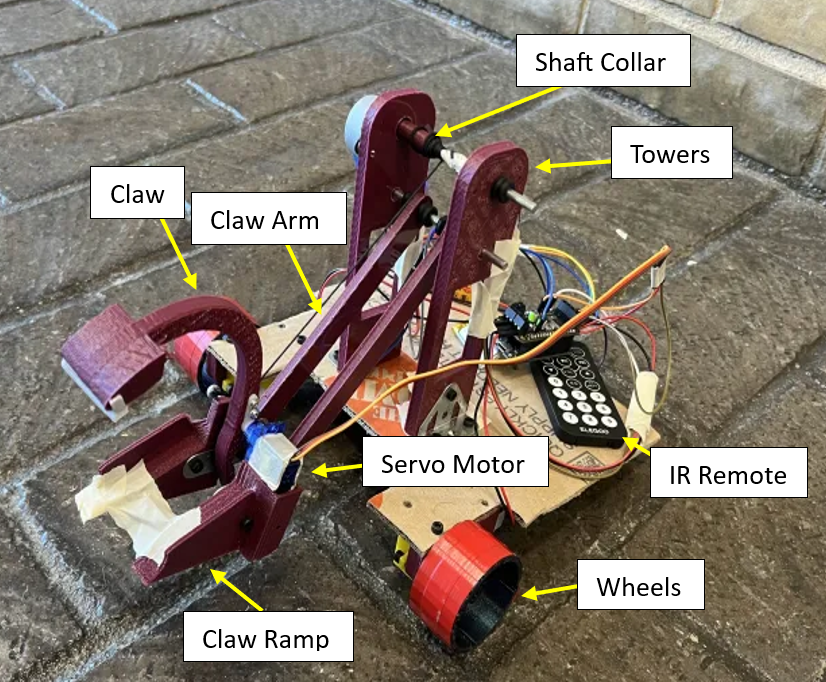 Shaft Collar
Towers
Claw
Claw Arm
Servo Motor
IR Remote
Wheels
Claw Ramp